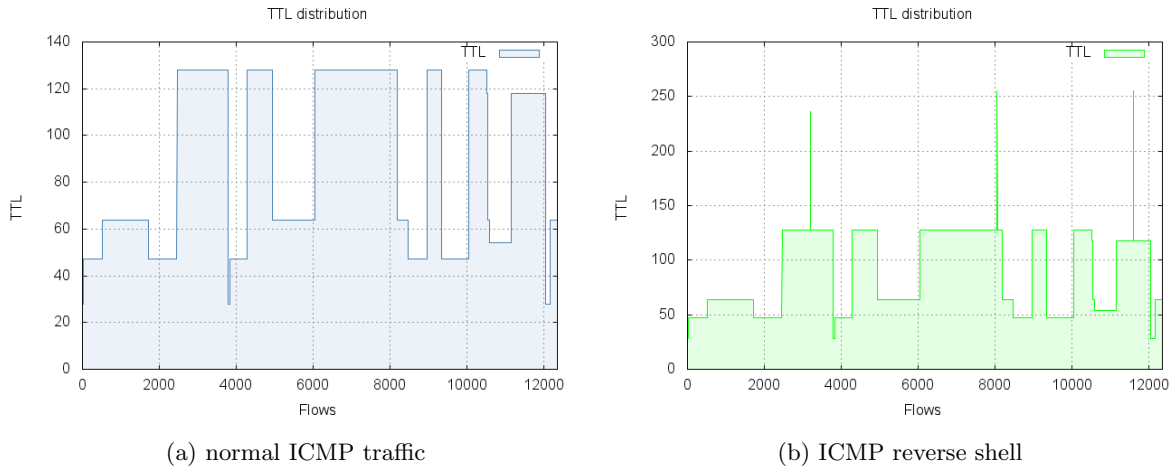 TTL distribution
TTL
140
120
100
80
60
40
20
0
TTL
0 2000 4000 6000 8000 10000 12000
Flows
(a) normal ICMP traffic
TTL distribution
TTL
300
250
200
150
100
50
0
TTL
0 2000 4000 6000 8000 10000 12000
Flows
(b) ICMP reverse shell